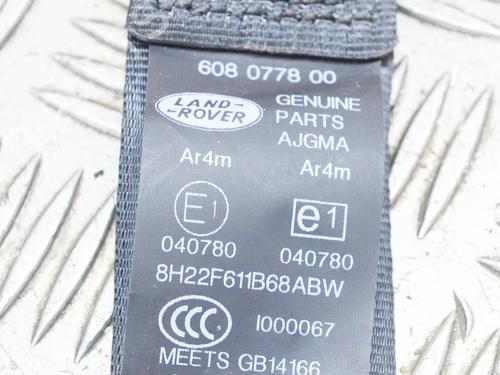 608 0778 00
LAND-
ROVER
GENUINE
PARTS
AJGMA
Ar4m
Ar4m
E1
e1
040780
040780
8H22F611B68ABW
CCC
I000067
MEETS GB14166